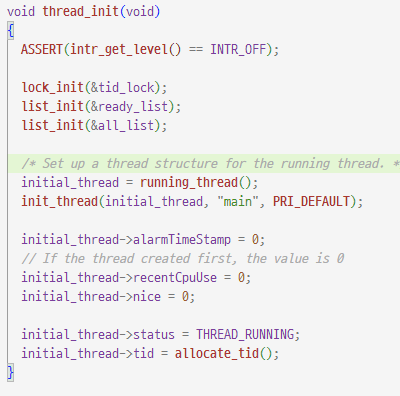 void thread_init(void)
{
ASSERT(intr_get_level() == INTR_OFF);
lock_init(&tid_lock);
list_init(&ready_list);
list_init(&all_list);
/* Set up a thread structure for the running thread. *
initial_thread = running_thread();
init_thread(initial_thread, "main", PRI_DEFAULT);
initial_thread->alarmTimeStamp = 0;
// If the thread created first, the value is 0
initial_thread->recentCpuUse = 0;
initial_thread->nice = 0;
initial_thread->status = THREAD_RUNNING;
initial_thread->tid = allocate_tid();
}